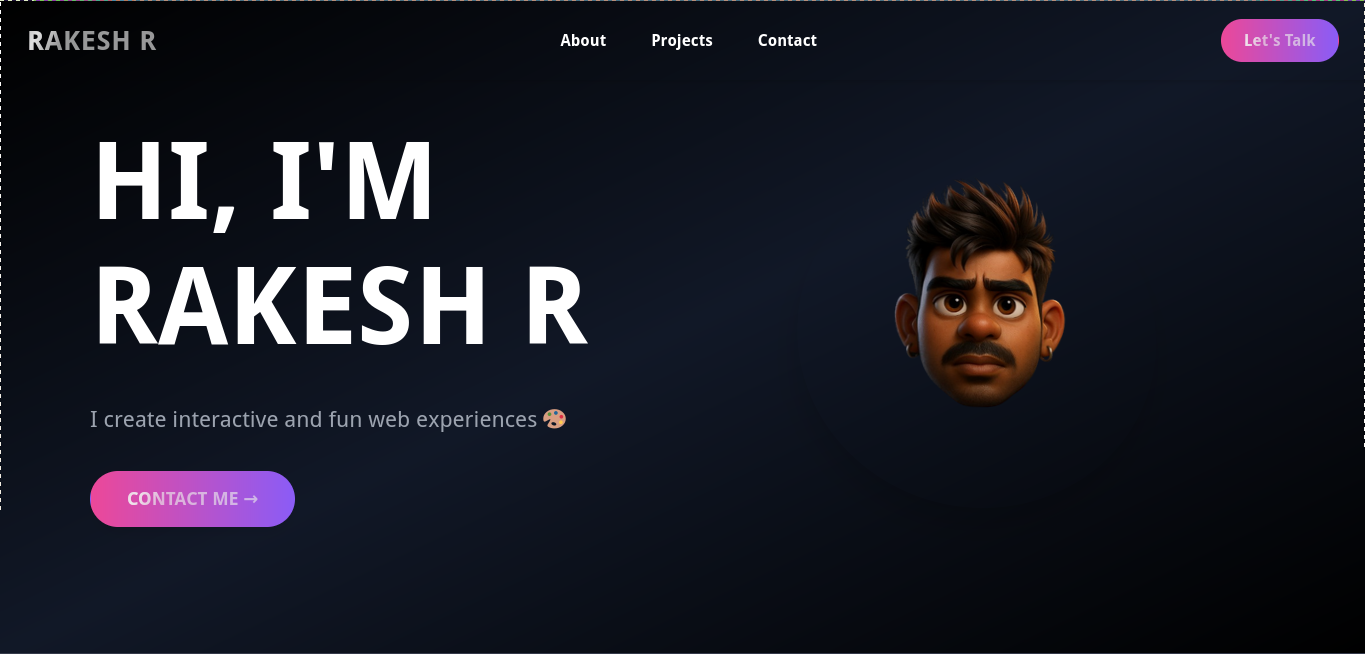 RAKESH R
About
Projects
Contact
Let's Talk
HI, I'M
RAKESH R
I create interactive and fun web experiences 🎨
CONTACT ME →